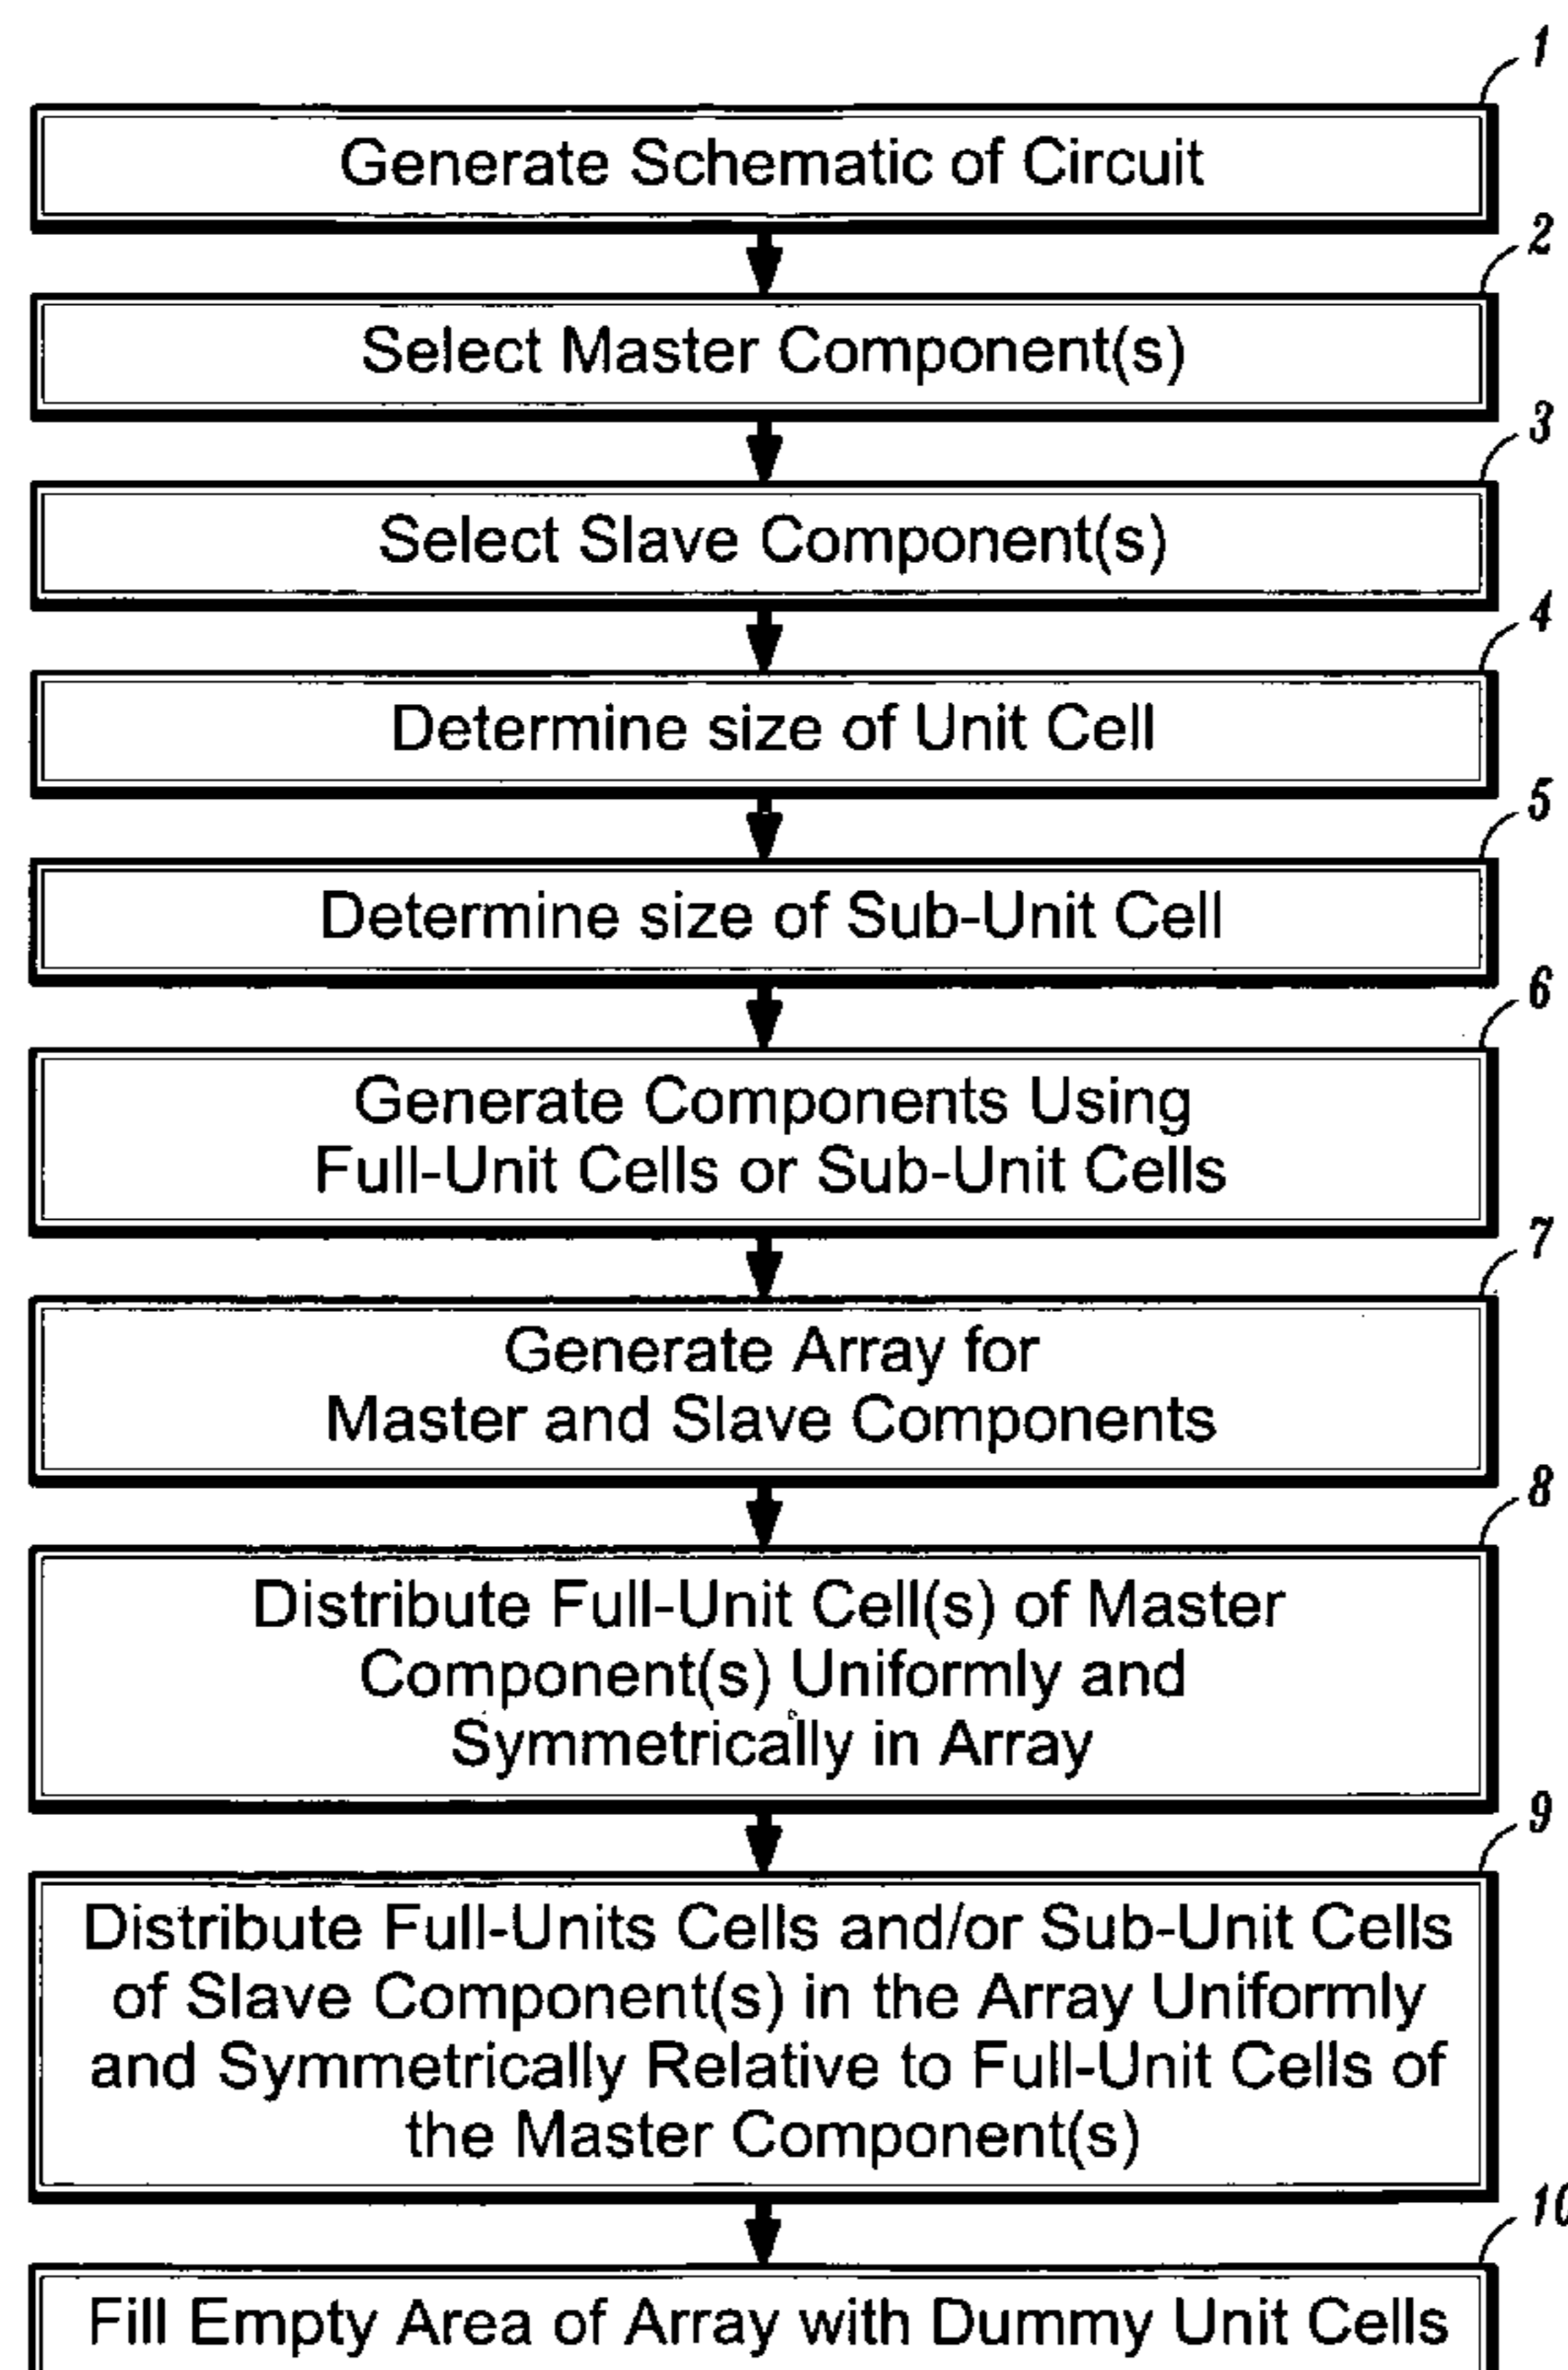 1
Generate Schematic of Circuit
2
Select Master Component(s)
3
Select Slave Component(s)
4
Determine size of Unit Cell
5
Determine size of Sub-Unit Cell
6
Generate Components Using
Full-Unit Cells or Sub-Unit Cells
7
Generate Array for
Master and Slave Components
8
Distribute Full-Unit Cell(s) of Master
Component(s) Uniformly and
Symmetrically in Array
9
Distribute Full-Units Cells and/or Sub-Unit Cells
of Slave Component(s) in the Array Uniformly
and Symmetrically Relative to Full-Unit Cells of
the Master Component(s)
10
Fill Empty Area of Array with Dummy Unit Cells